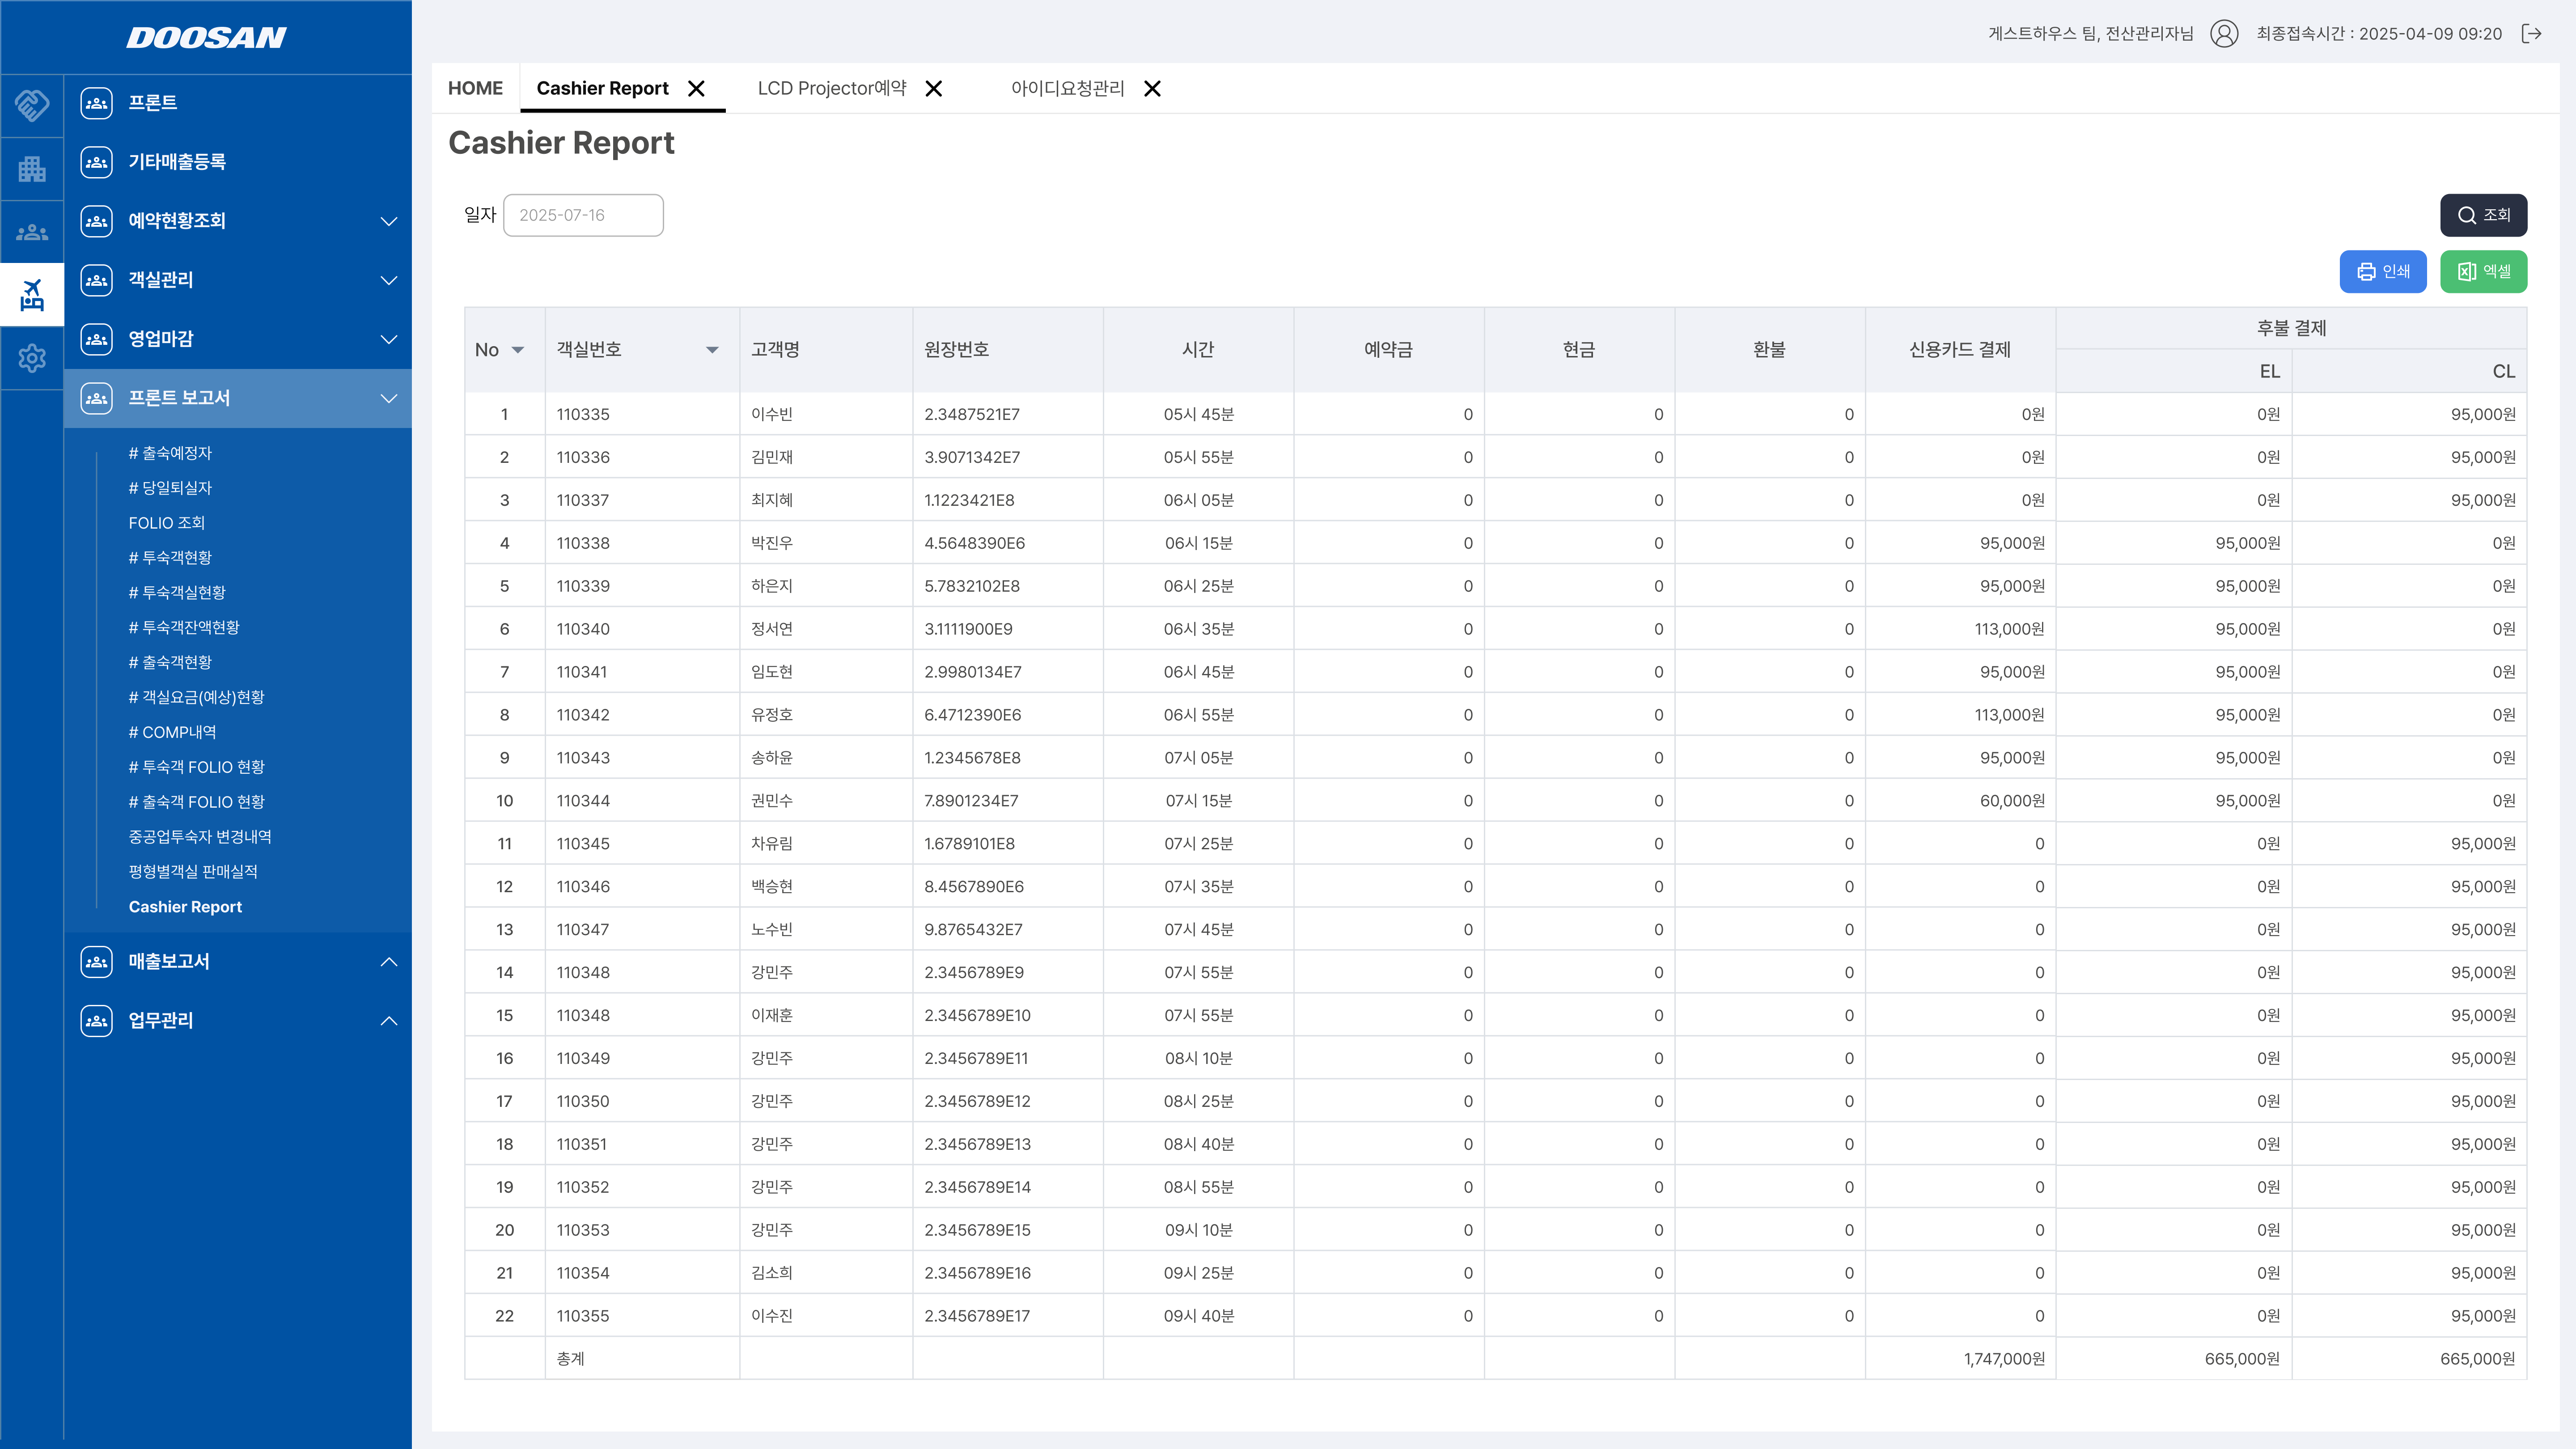 DOOSAN
게스트하우스 팀, 전산관리자님
최종접속시간 : 2025-04-09 09:20
프론트
기타매출등록
예약현황조회
객실관리
영업마감
프론트 보고서
# 출숙예정자
# 당일퇴실자
FOLIO 조회
# 투숙객현황
# 투숙객실현황
# 투숙객잔액현황
# 출숙객현황
# 객실요금(예상)현황
# COMP내역
# 투숙객 FOLIO 현황
# 출숙객 FOLIO 현황
중공업투숙자 변경내역
평형별객실 판매실적
Cashier Report
매출보고서
업무관리
HOME Cashier Report LCD Projector예약 아이디요청관리
Cashier Report
일자 2025-07-16 조회
인쇄 엑셀
No 객실번호 고객명 원장번호 시간 예약금 현금 환불 신용카드 결제 후불 결제
EL CL
1 110335 이수빈 2.3487521E7 05시 45분 0 0 0 0원 0원 95,000원
2 110336 김민재 3.9071342E7 05시 55분 0 0 0 0원 0원 95,000원
3 110337 최지혜 1.1223421E8 06시 05분 0 0 0 0원 0원 95,000원
4 110338 박진우 4.5648390E6 06시 15분 0 0 0 95,000원 95,000원 0원
5 110339 하은지 5.7832102E8 06시 25분 0 0 0 95,000원 95,000원 0원
6 110340 정서연 3.1111900E9 06시 35분 0 0 0 113,000원 95,000원 0원
7 110341 임도현 2.9980134E7 06시 45분 0 0 0 95,000원 95,000원 0원
8 110342 유정호 6.4712390E6 06시 55분 0 0 0 113,000원 95,000원 0원
9 110343 송하윤 1.2345678E8 07시 05분 0 0 0 95,000원 95,000원 0원
10 110344 권민수 7.8901234E7 07시 15분 0 0 0 60,000원 95,000원 0원
11 110345 차유림 1.6789101E8 07시 25분 0 0 0 0 0원 95,000원
12 110346 백승현 8.4567890E6 07시 35분 0 0 0 0 0원 95,000원
13 110347 노수빈 9.8765432E7 07시 45분 0 0 0 0 0원 95,000원
14 110348 강민주 2.3456789E9 07시 55분 0 0 0 0 0원 95,000원
15 110348 이재훈 2.3456789E10 07시 55분 0 0 0 0 0원 95,000원
16 110349 강민주 2.3456789E11 08시 10분 0 0 0 0 0원 95,000원
17 110350 강민주 2.3456789E12 08시 25분 0 0 0 0 0원 95,000원
18 110351 강민주 2.3456789E13 08시 40분 0 0 0 0 0원 95,000원
19 110352 강민주 2.3456789E14 08시 55분 0 0 0 0 0원 95,000원
20 110353 강민주 2.3456789E15 09시 10분 0 0 0 0 0원 95,000원
21 110354 김소희 2.3456789E16 09시 25분 0 0 0 0 0원 95,000원
22 110355 이수진 2.3456789E17 09시 40분 0 0 0 0 0원 95,000원
총계 1,747,000원 665,000원 665,000원